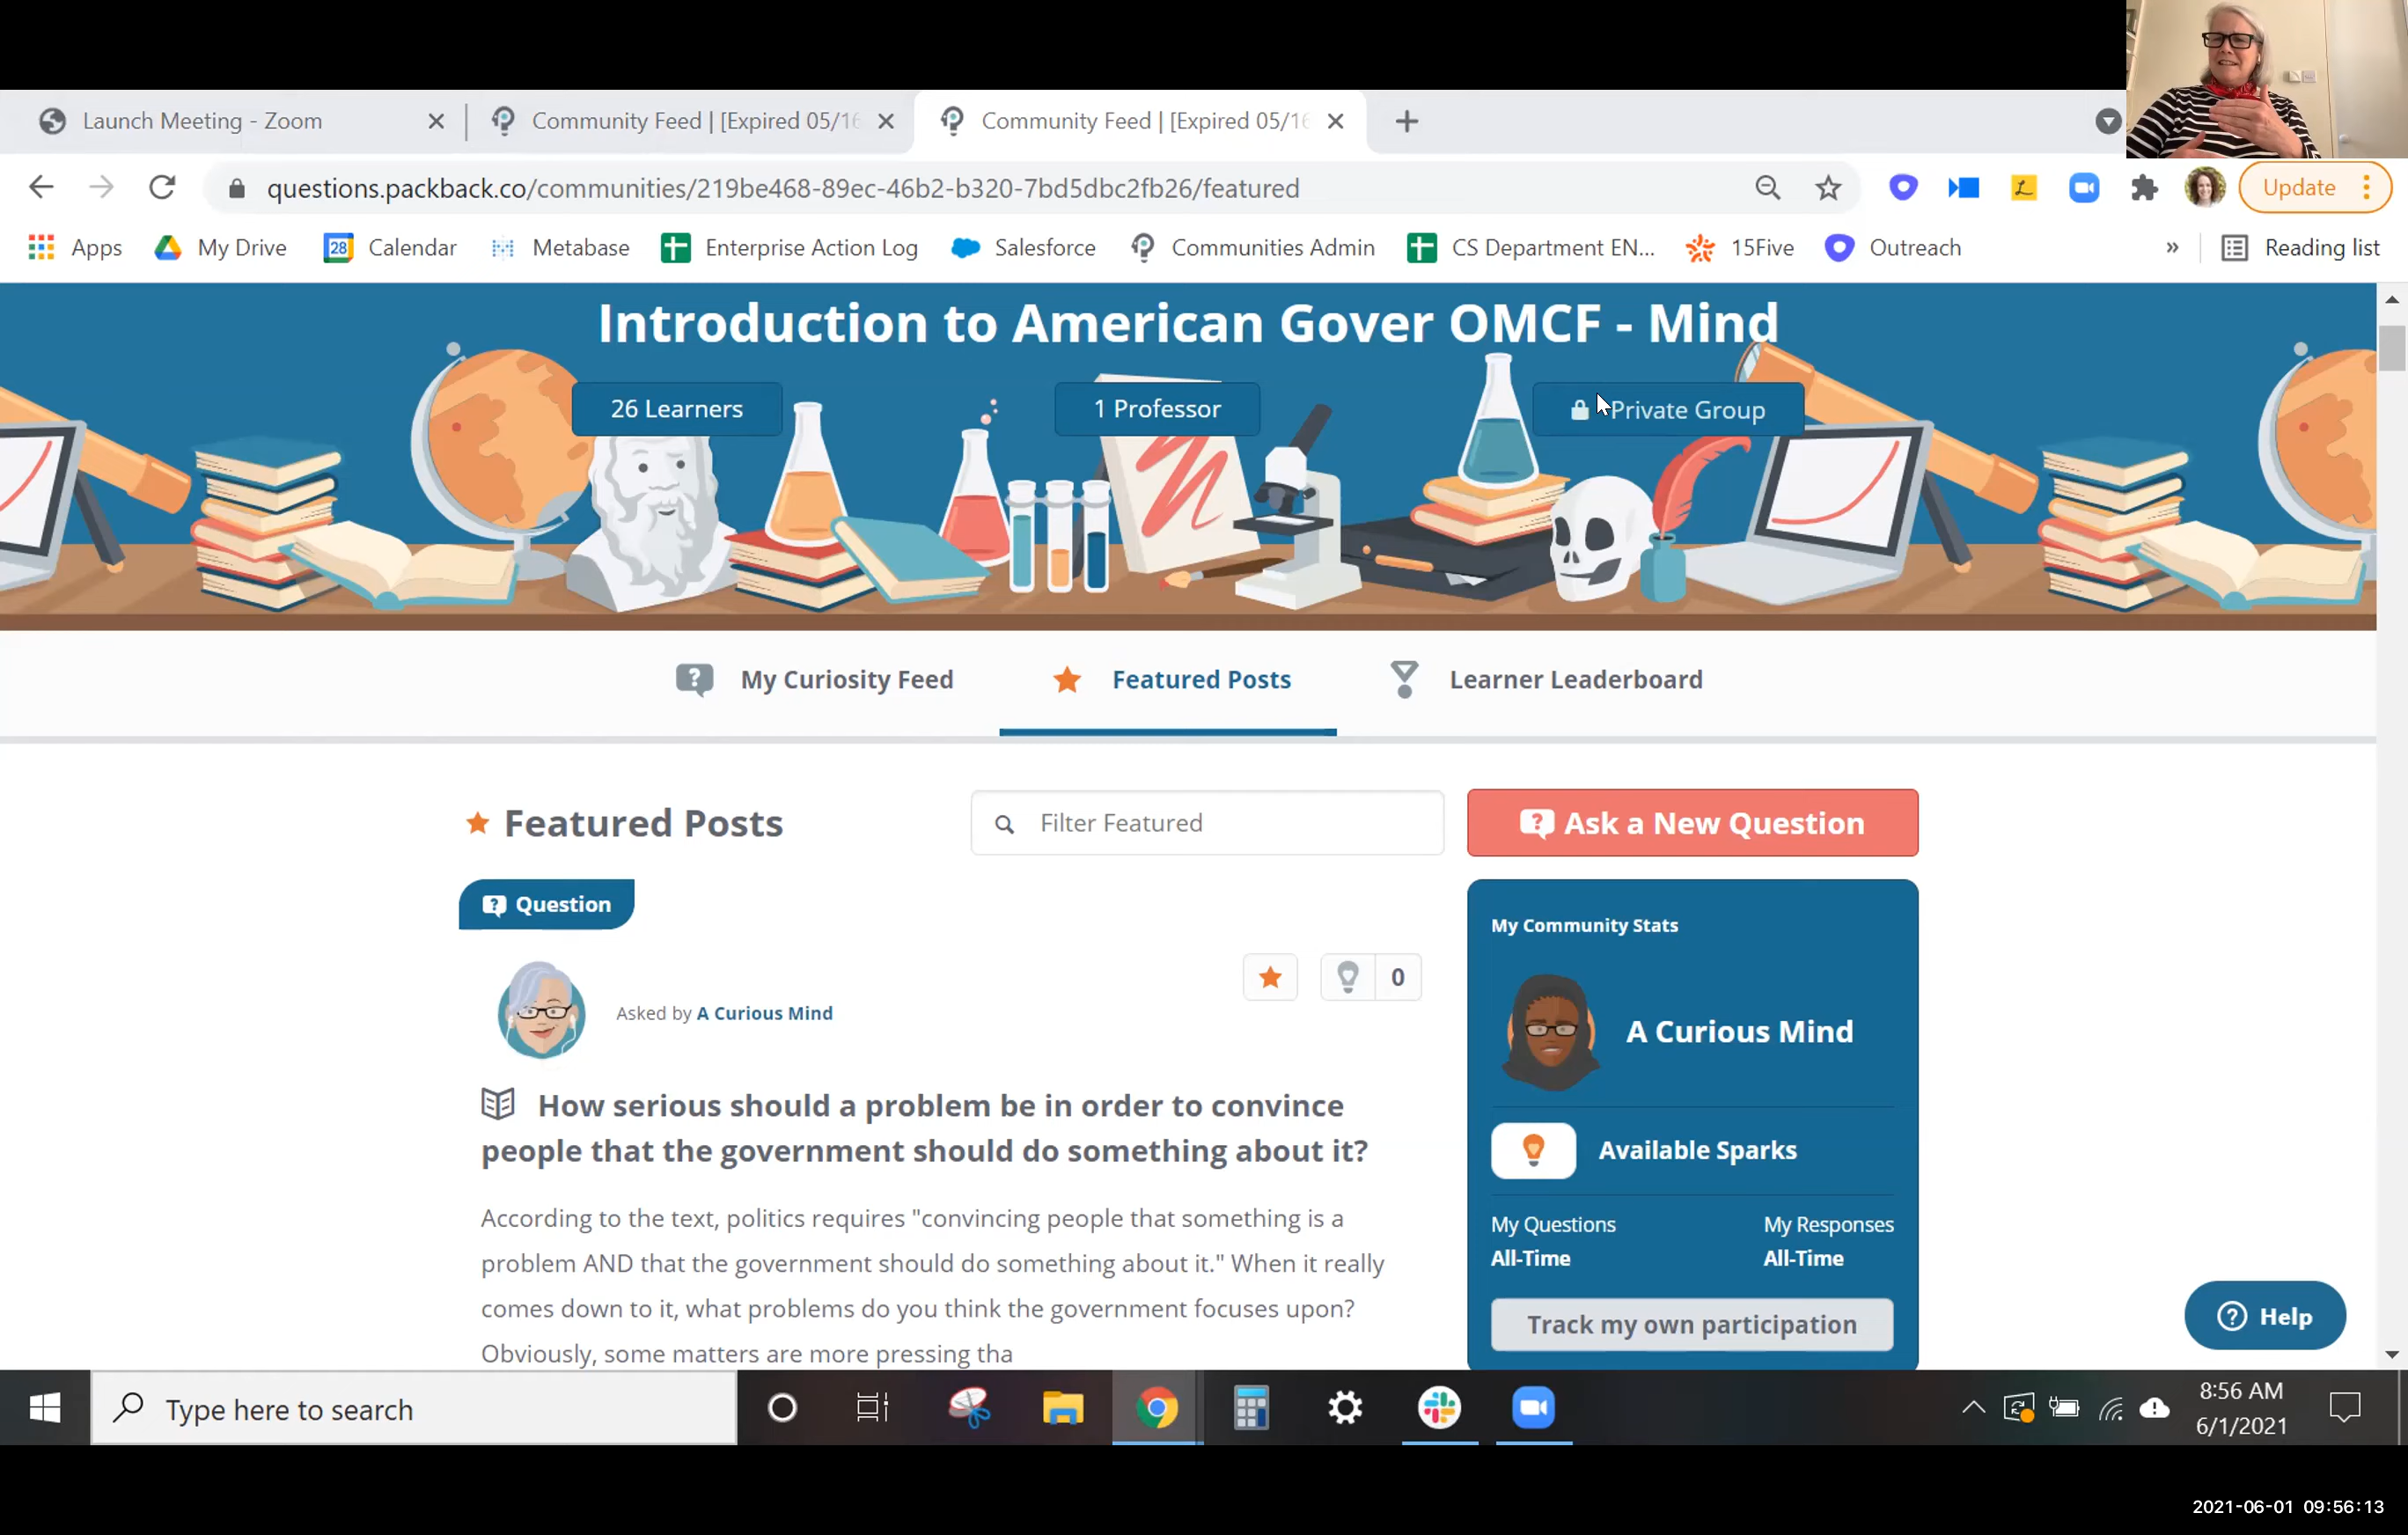 Launch Meeting - Zoom
Community Feed | [Expired 05/16
Community Feed | [Expired 05/16
questions.packback.co/communities/219be468-89ec-46b2-b320-7bd5dbc2fb26/featured
Update
Apps
My Drive
28
Calendar
Metabase
Enterprise Action Log
Salesforce
Communities Admin
CS Department EN...
15Five
Outreach
»
Reading list
Introduction to American Gover OMCF - Mind
26 Learners
1 Professor
Private Group
My Curiosity Feed
Featured Posts
Learner Leaderboard
Featured Posts
Filter Featured
Ask a New Question
Question
0
Asked by A Curious Mind
How serious should a problem be in order to convince
people that the government should do something about it?
According to the text, politics requires "convincing people that something is a
problem AND that the government should do something about it." When it really
comes down to it, what problems do you think the government focuses upon?
Obviously, some matters are more pressing tha
My Community Stats
A Curious Mind
Available Sparks
My Questions
All-Time
My Responses
All-Time
Track my own participation
Help
Type here to search
8:56 AM
6/1/2021
2021-06-01 09:56:13